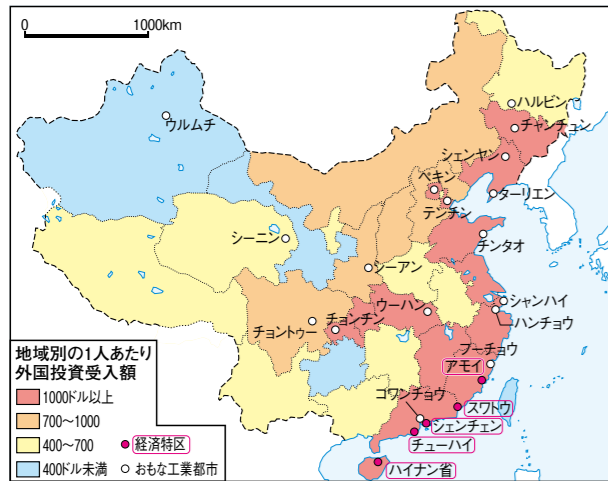 0 1000km
ハルビン
ウルムチ
チャンチュン
シェンヤン
ペキン
ターリエン
テンチン
シーニン
チンタオ
シーアン
シャンハイ
ウーハン
ハンチョウ
チョントゥー
チョンチン
フーチョウ
アモイ
コワンチョウ
スワトウ
シェンチェン
チューハイ
ハイナン省
地域別の1人あたり
外国投資受入額
1000ドル以上
700〜1000
400〜700 経済特区
400ドル未満 おもな工業都市